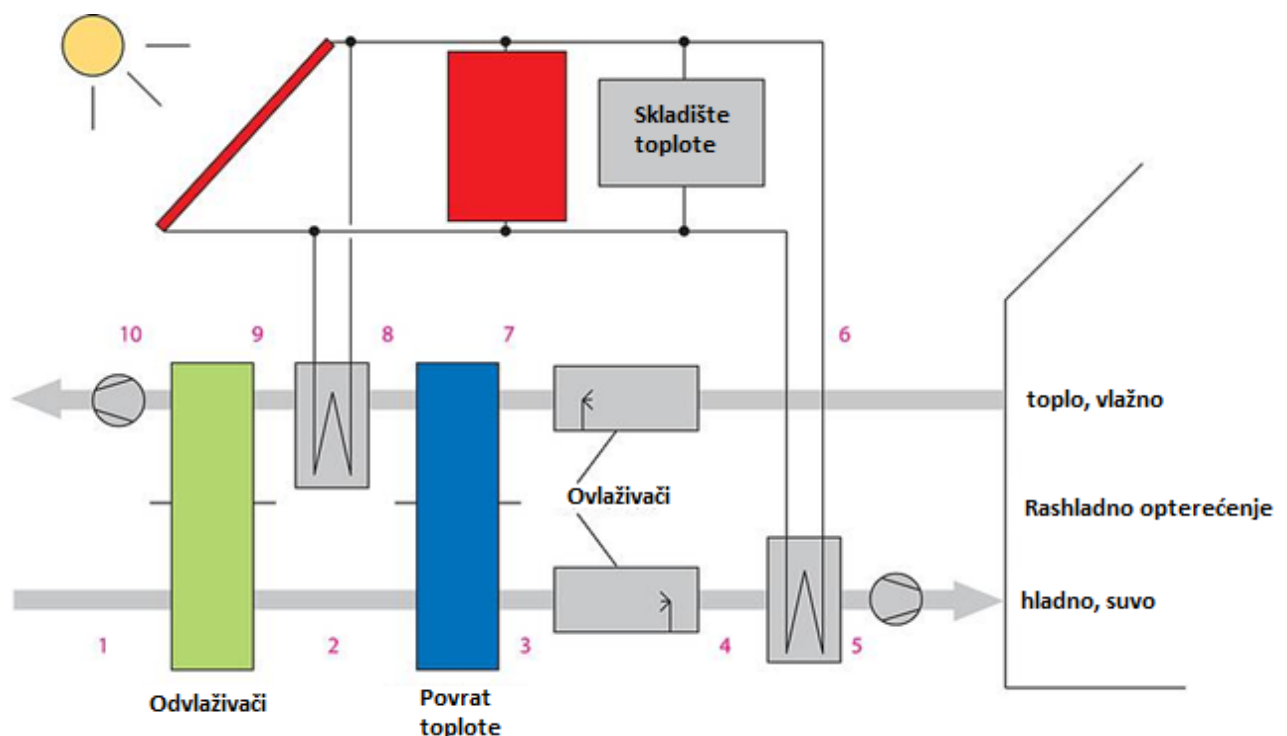 Skladište
toplote
10 9 8 7 6
toplo, vlažno
Ovlaživači
Rashladno opterećenje
hladno, suvo
1 2 3 4 5
Odvlaživači
Povrat
toplote